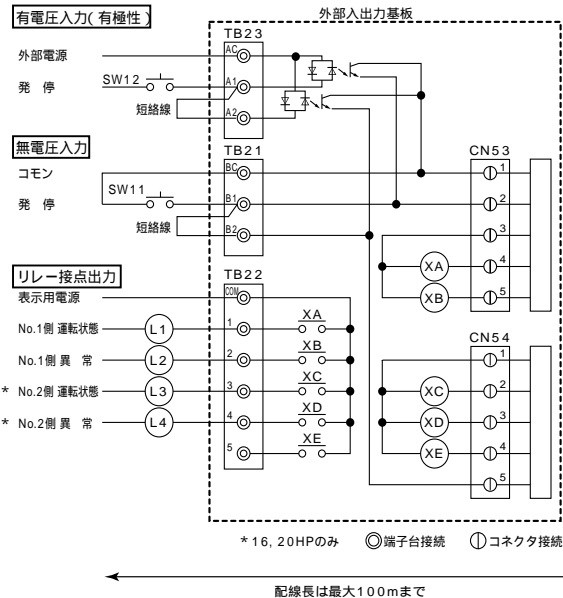 有電圧入力(有極性)
外部入出力基板
TB23
外部電源
AC
発 停
SW12
A1
短絡線
A2
無電圧入力
TB21
CN53
コモン
BC
1
発 停
SW11
B1
2
短絡線
B2
3
XA
4
XB
5
リレー接点出力
TB22
表示用電源
COM
No.1側 運転状態
L1
1
XA
CN54
No.1側 異 常
L2
2
XB
1
* No.2側 運転状態
L3
3
XC
XC
2
* No.2側 異 常
L4
4
XD
XD
3
5
XE
XE
4
5
*16, 20HPのみ ◎端子台接続 コネクタ接続
配線長は最大100mまで